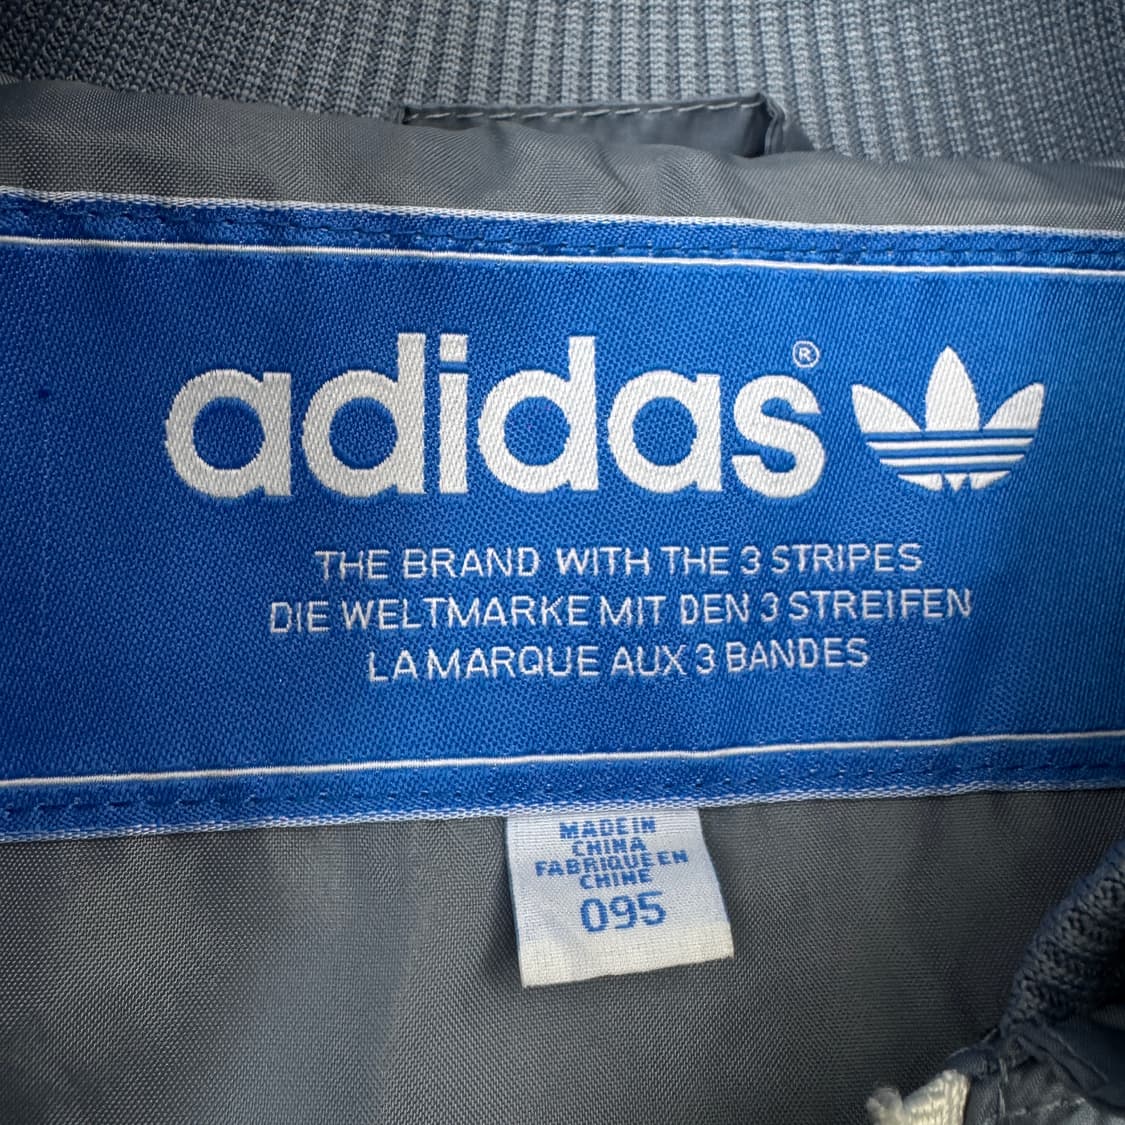 adidas®
THE BRAND WITH THE 3 STRIPES
DIE WELTMARKE MIT DEN 3 STREIFEN
LA MARQUE AUX 3 BANDES
MADE IN
CHINA
FABRIQUE EN
CHINE
095